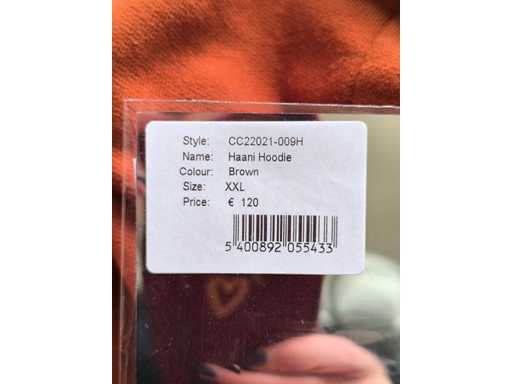 Style: CC22021-009H
Name: Haani Hoodie
Colour: Brown
Size: XXL
Price: € 120
5 400892 055433